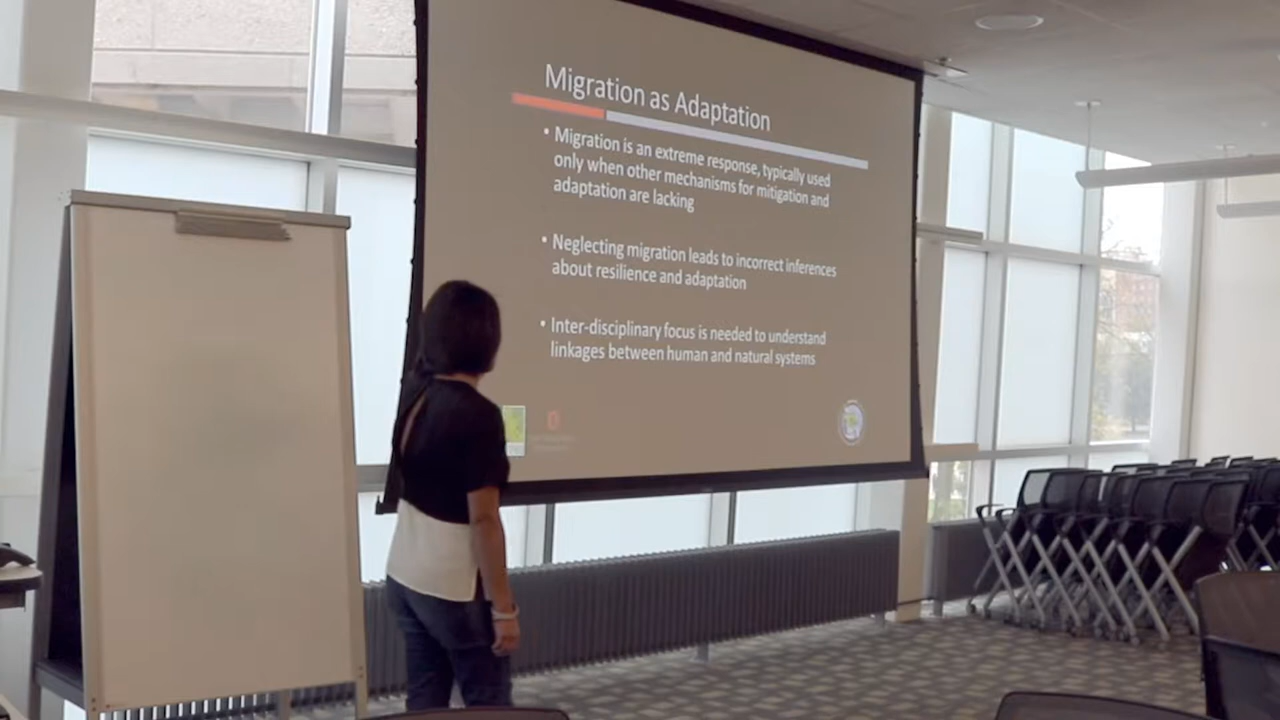 Migration as Adaptation
• Migration is an extreme response, typically used
only when other mechanisms for mitigation and
adaptation are lacking
• Neglecting migration leads to incorrect inferences
about resilience and adaptation
• Inter-disciplinary focus is needed to understand
linkages between human and natural systems